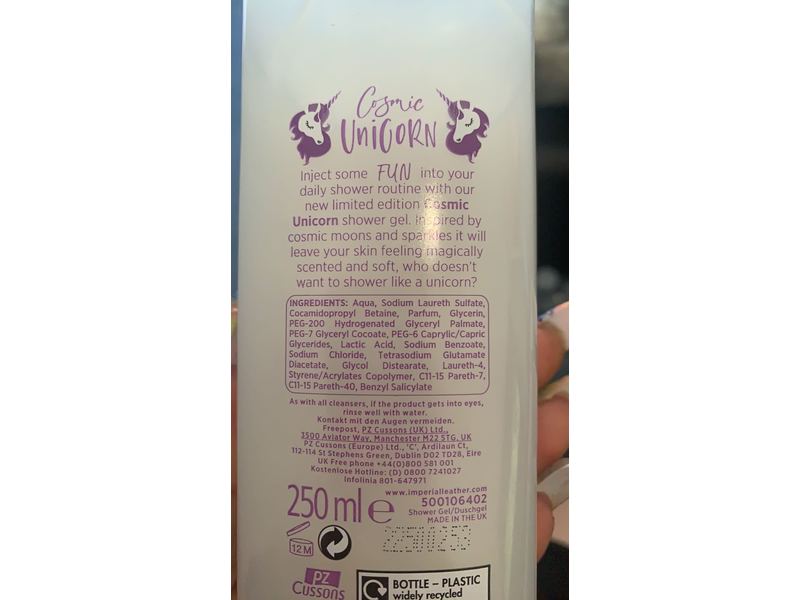 Cosmic
UNICORN
Inject some FUN into your
daily shower routine with our
new limited edition Cosmic
Unicorn shower gel. Inspired by
cosmic moons and sparkles it will
leave your skin feeling magically
scented and soft, who doesn't
want to shower like a unicorn?
INGREDIENTS: Aqua, Sodium Laureth Sulfate,
Cocamidopropyl Betaine, Parfum, Glycerin,
PEG-200 Hydrogenated Glyceryl Palmate,
PEG-7 Glyceryl Cocoate, PEG-6 Caprylic/Capric
Glycerides, Lactic Acid, Sodium Benzoate,
Sodium Chloride, Tetrasodium Glutamate
Diacetate, Glycol Distearate, Laureth-4,
Styrene/Acrylates Copolymer, C11-15 Pareth-7,
C11-15 Pareth-40, Benzyl Salicylate
As with all cleansers, if the product gets into eyes,
rinse well with water.
Kontakt mit den Augen vermeiden.
Freepost, PZ Cussons (UK) Ltd.,
3500 Aviator Way, Manchester M22 5TG, UK
PZ Cussons (Europe) Ltd., 'C', Ardilaun Ct,
112-114 St Stephens Green, Dublin D02 TD28, Eire
UK Free phone +44(0)800 581 001
Kostenlose Hotline: (D) 0800 7241027
Infolinia 801-647971
www.imperialleather.com
250 ml e
500106402
Shower Gel/Duschgel
MADE IN THE UK
12 M
PZ
Cussons
BOTTLE – PLASTIC
widely recycled